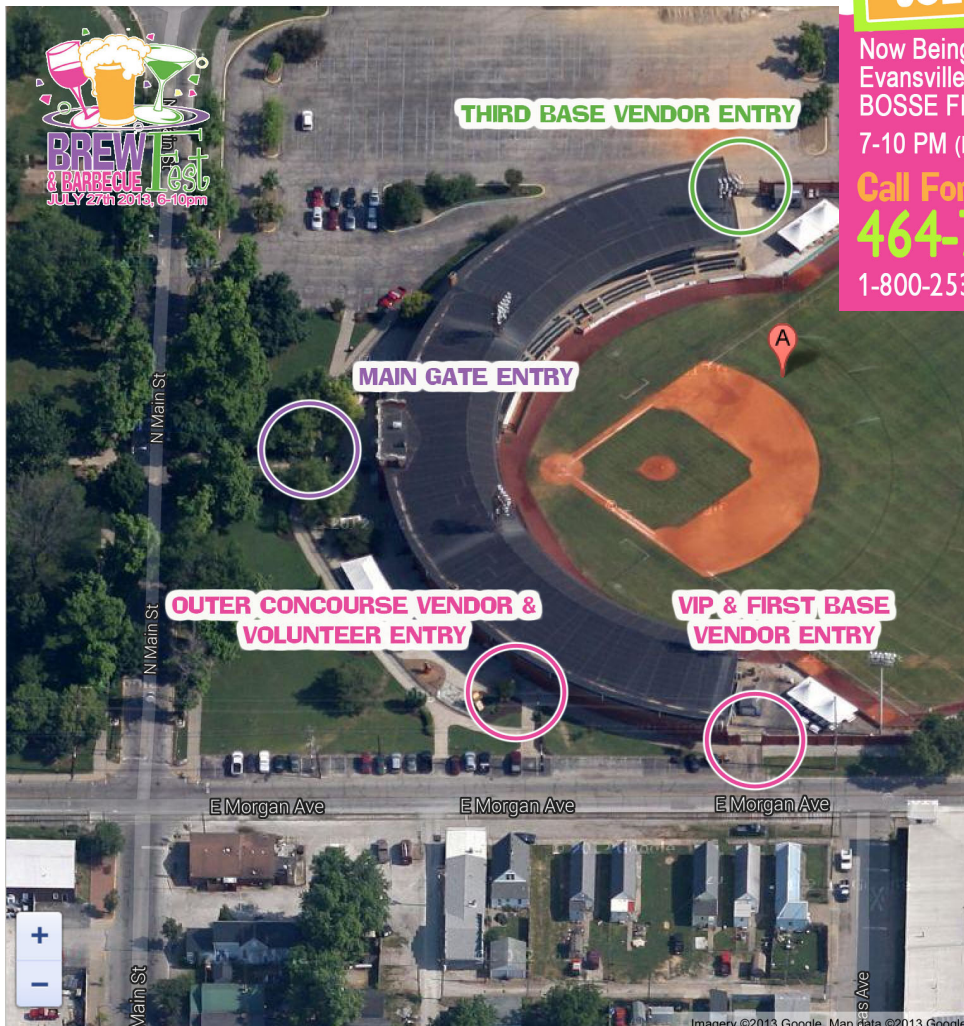 BREW Fest
& BARBECUE
JULY 27th 2013, 6-10pm
Now Being
Evansville
BOSSE
7-10 PM
Call For
464-
1-800-253
THIRD BASE VENDOR ENTRY
A
MAIN GATE ENTRY
N Main St
N Main St
OUTER CONCOURSE VENDOR &
VOLUNTEER ENTRY
VIP & FIRST BASE
VENDOR ENTRY
E Morgan Ave
E Morgan Ave
E Morgan Ave
+
−
Main St
Ave
Imagery ©2013 Google, Map data ©2013 Google